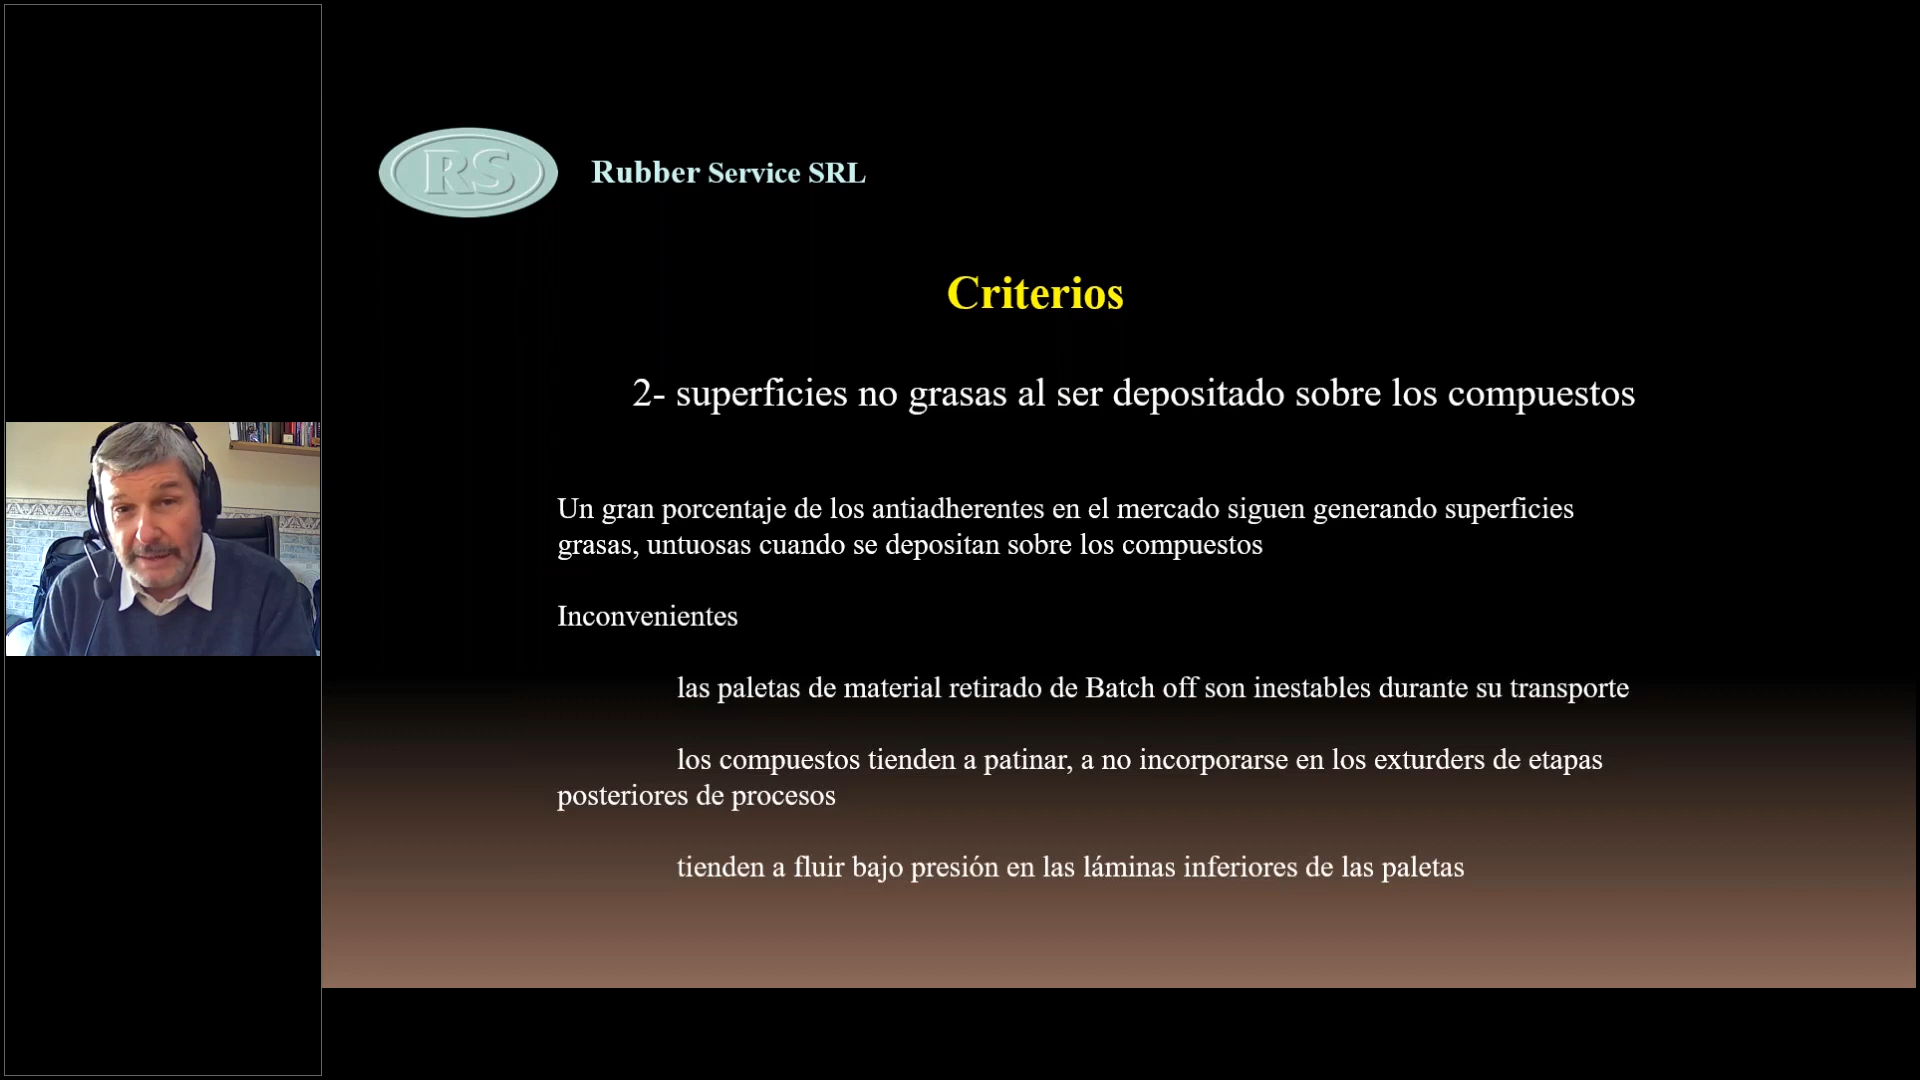 RS
Rubber Service SRL
Criterios
2- superficies no grasas al ser depositado sobre los compuestos
Un gran porcentaje de los antiadherentes en el mercado siguen generando superficies
grasas, untuosas cuando se depositan sobre los compuestos
Inconvenientes
las paletas de material retirado de Batch off son inestables durante su transporte
los compuestos tienden a patinar, a no incorporarse en los exturders de etapas
posteriores de procesos
tienden a fluir bajo presión en las láminas inferiores de las paletas